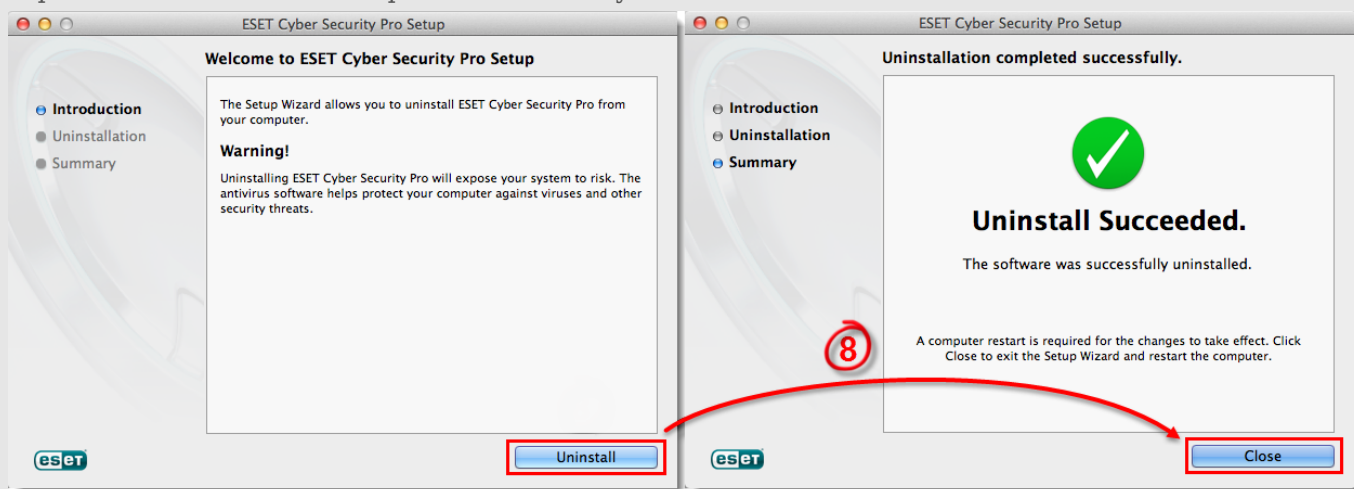 ESET Cyber Security Pro Setup
Welcome to ESET Cyber Security Pro Setup
Introduction
Uninstallation
Summary
The Setup Wizard allows you to uninstall ESET Cyber Security Pro from
your computer.
Warning!
Uninstalling ESET Cyber Security Pro will expose your system to risk. The
antivirus software helps protect your computer against viruses and other
security threats.
eset
Uninstall
ESET Cyber Security Pro Setup
Uninstallation completed successfully.
Introduction
Uninstallation
Summary
Uninstall Succeeded.
The software was successfully uninstalled.
8
A computer restart is required for the changes to take effect. Click
Close to exit the Setup Wizard and restart the computer.
eset
Close